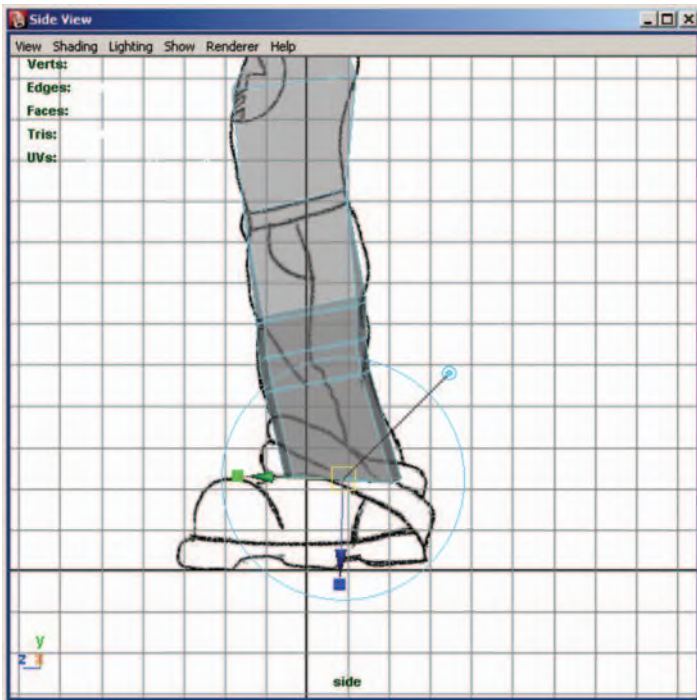 Side View
View Shading Lighting Show Renderer Help
Verts:
Edges:
Faces:
Tris:
UVs:
y
z x
side